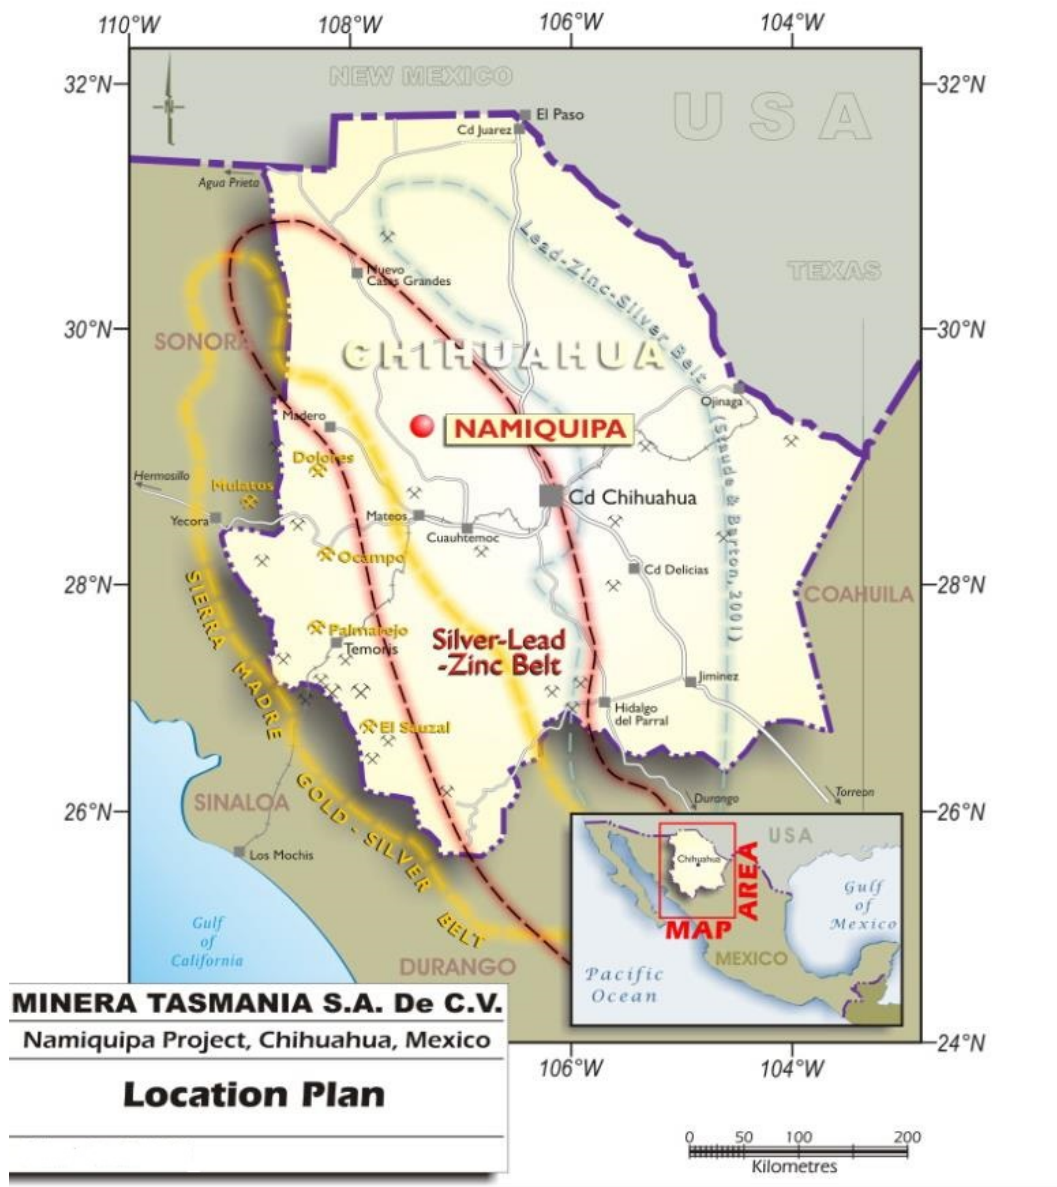 110°W 108°W 106°W 104°W
32°N
32°N
NEW MEXICO
USA
El Paso
Cd Juarez
Agua Prieta
Lead-Zinc-Silver Belt (Staude & Barton, 2001)
TEXAS
Nuevo
Casas Grandes
30°N
30°N
SONORA
CHIHUAHUA
Ojinaga
Madero
NAMIQUIPA
Dolores
Hermosillo
Mulatos
Cd Chihuahua
Yecora
Mateos
Cuauhtemoc
Ocampo
Cd Delicias
28°N
28°N
COAHUILA
SIERRA MADRE GOLD-SILVER BELT
Palmarejo
Temoris
Silver-Lead
-Zinc Belt
Jiminez
Hidalgo
del Parral
El Sauzal
SINALOA
Durango
Torreon
26°N
26°N
Los Mochis
USA
Chihuahua
MAP
AREA
Gulf
of
Mexico
MEXICO
Pacific
Ocean
Gulf
of
California
DURANGO
MINERA TASMANIA S.A. De C.V.
Namiquipa Project, Chihuahua, Mexico
Location Plan
24°N
106°W 104°W
0 50 100 200
Kilometres